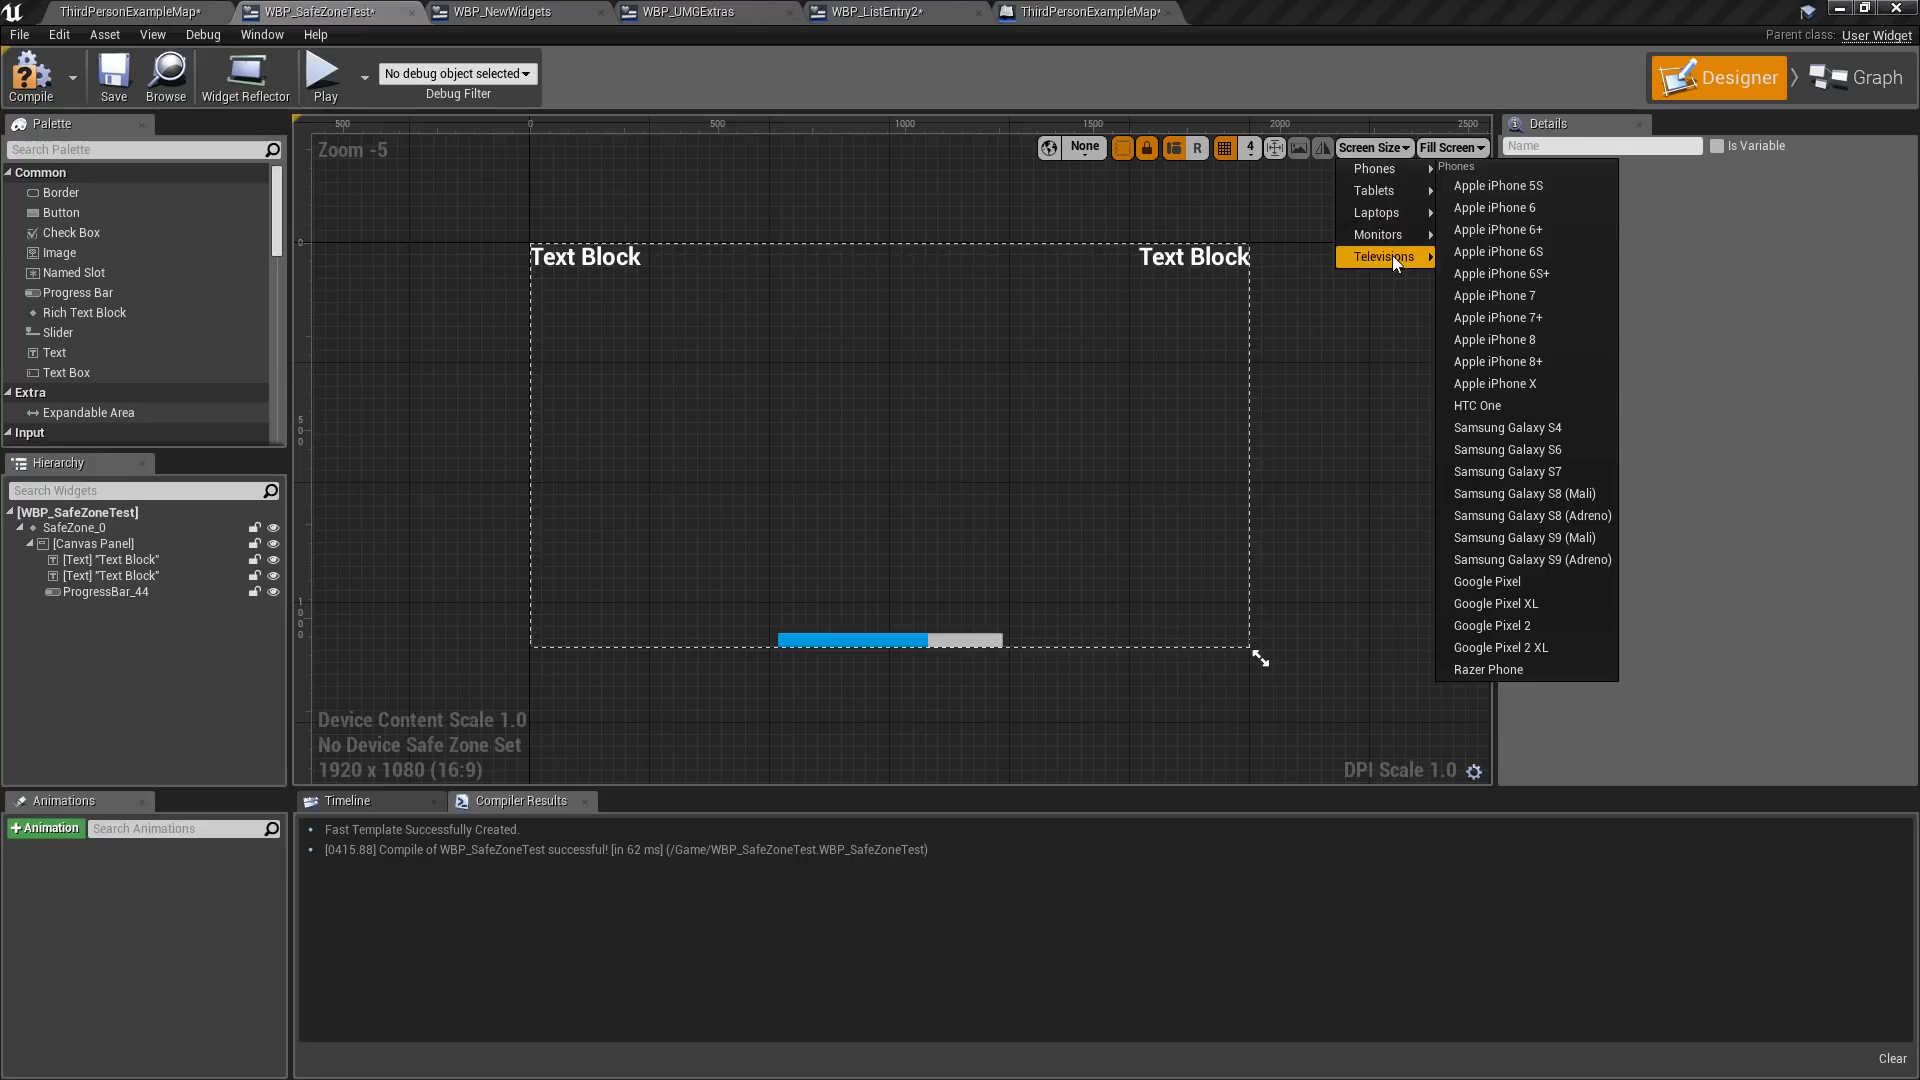 ThirdPersonExampleMap*
WBP_SafeZoneTest*
WBP_NewWidgets
WBP_UMGExtras
WBP_ListEntry2*
ThirdPersonExampleMap*
File Edit Asset View Debug Window Help
Parent class: User Widget
Compile
Save
Browse
Widget Reflector
Play
No debug object selected
Debug Filter
Designer
Graph
Palette
Search Palette
Common
Border
Button
Check Box
Image
Named Slot
Progress Bar
Rich Text Block
Slider
Text
Text Box
Extra
Expandable Area
Input
Hierarchy
Search Widgets
[WBP_SafeZoneTest]
SafeZone_0
[Canvas Panel]
[Text] "Text Block"
[Text] "Text Block"
ProgressBar_44
Animations
+Animation
Search Animations
500 0 500 1000 1500 2000 2500
Zoom -5
None
R
4
Screen Size
Fill Screen
0
500
1000
Text Block
Text Block
Device Content Scale 1.0
No Device Safe Zone Set
1920 x 1080 (16:9)
DPI Scale 1.0
Phones
Tablets
Laptops
Monitors
Televisions
Phones
Apple iPhone 5S
Apple iPhone 6
Apple iPhone 6+
Apple iPhone 6S
Apple iPhone 6S+
Apple iPhone 7
Apple iPhone 7+
Apple iPhone 8
Apple iPhone 8+
Apple iPhone X
HTC One
Samsung Galaxy S4
Samsung Galaxy S6
Samsung Galaxy S7
Samsung Galaxy S8 (Mali)
Samsung Galaxy S8 (Adreno)
Samsung Galaxy S9 (Mali)
Samsung Galaxy S9 (Adreno)
Google Pixel
Google Pixel XL
Google Pixel 2
Google Pixel 2 XL
Razer Phone
Details
Name
Is Variable
Timeline
Compiler Results
Fast Template Successfully Created.
[0415.88] Compile of WBP_SafeZoneTest successful! [in 62 ms] (/Game/WBP_SafeZoneTest.WBP_SafeZoneTest)
Clear